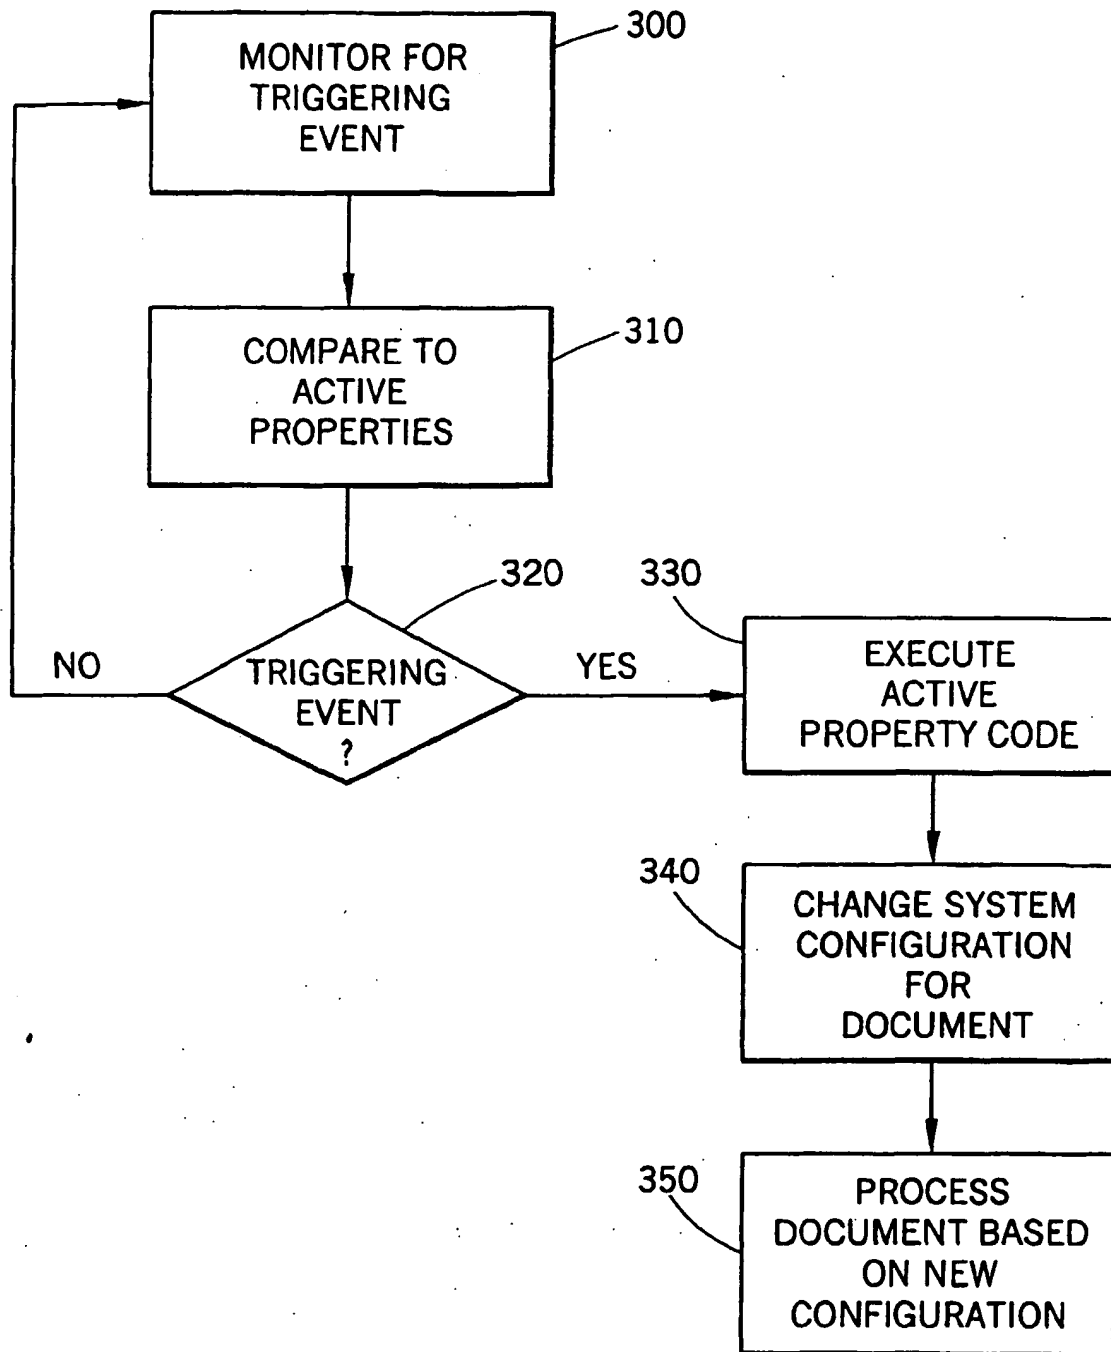 300
MONITOR FOR
TRIGGERING
EVENT
310
COMPARE TO
ACTIVE
PROPERTIES
320
NO
TRIGGERING
EVENT
?
YES
330
EXECUTE
ACTIVE
PROPERTY CODE
340
CHANGE SYSTEM
CONFIGURATION
FOR
DOCUMENT
350
PROCESS
DOCUMENT BASED
ON NEW
CONFIGURATION